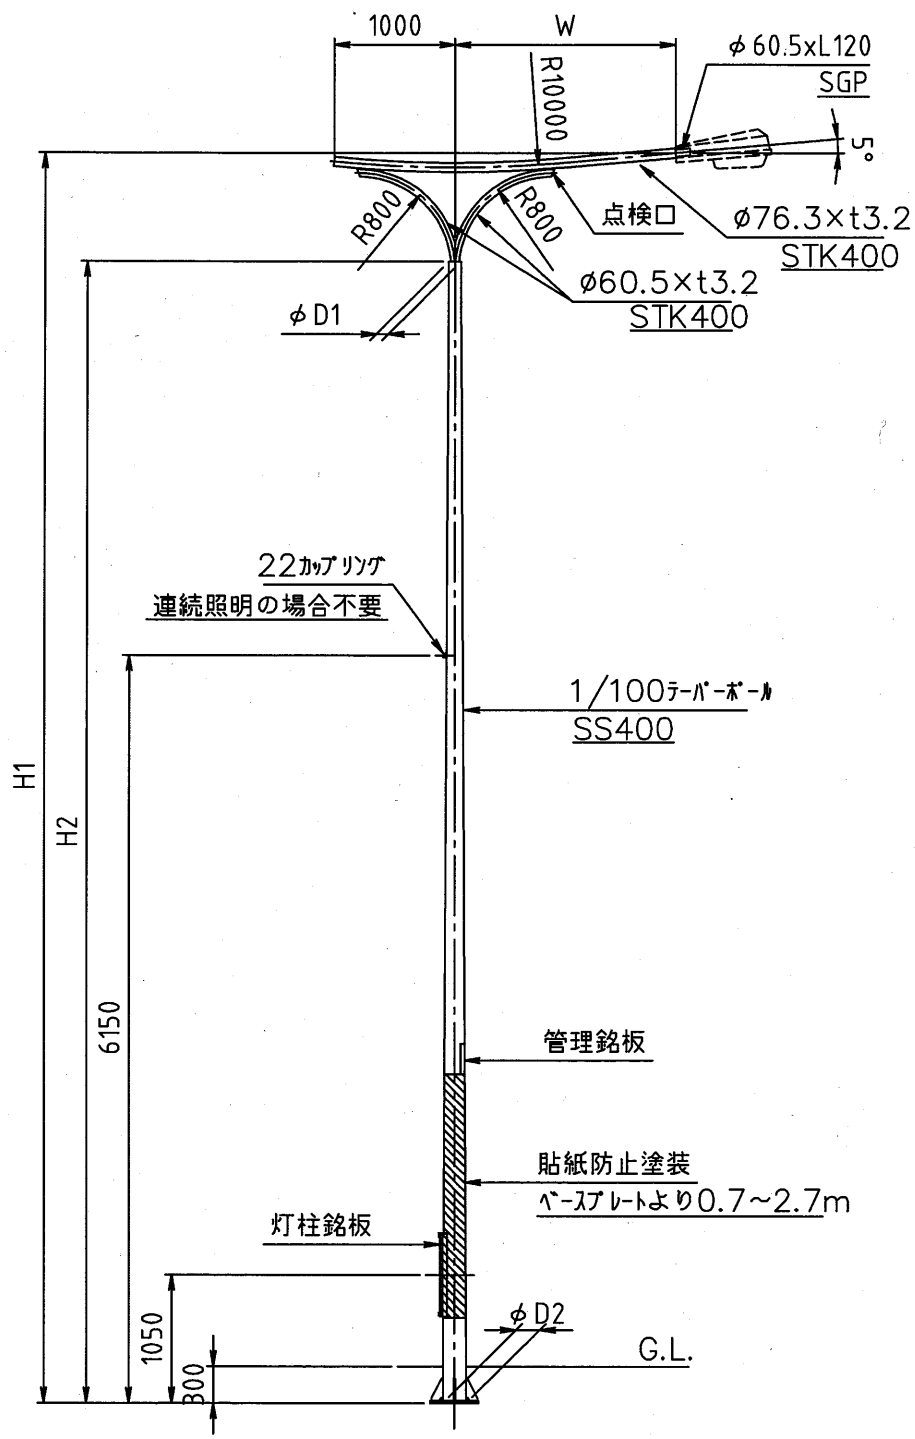 1000
W
φ60.5xL120
SGP
R10000
5°
R800
R800
点検口
φ76.3×t3.2
STK400
φ60.5×t3.2
STK400
φD1
22カップリング
連続照明の場合不要
1/100テーパーポール
SS400
H1
H2
6150
管理銘板
貼紙防止塗装
ベースプレートより0.7~2.7m
灯柱銘板
φD2
1050
G.L.
300